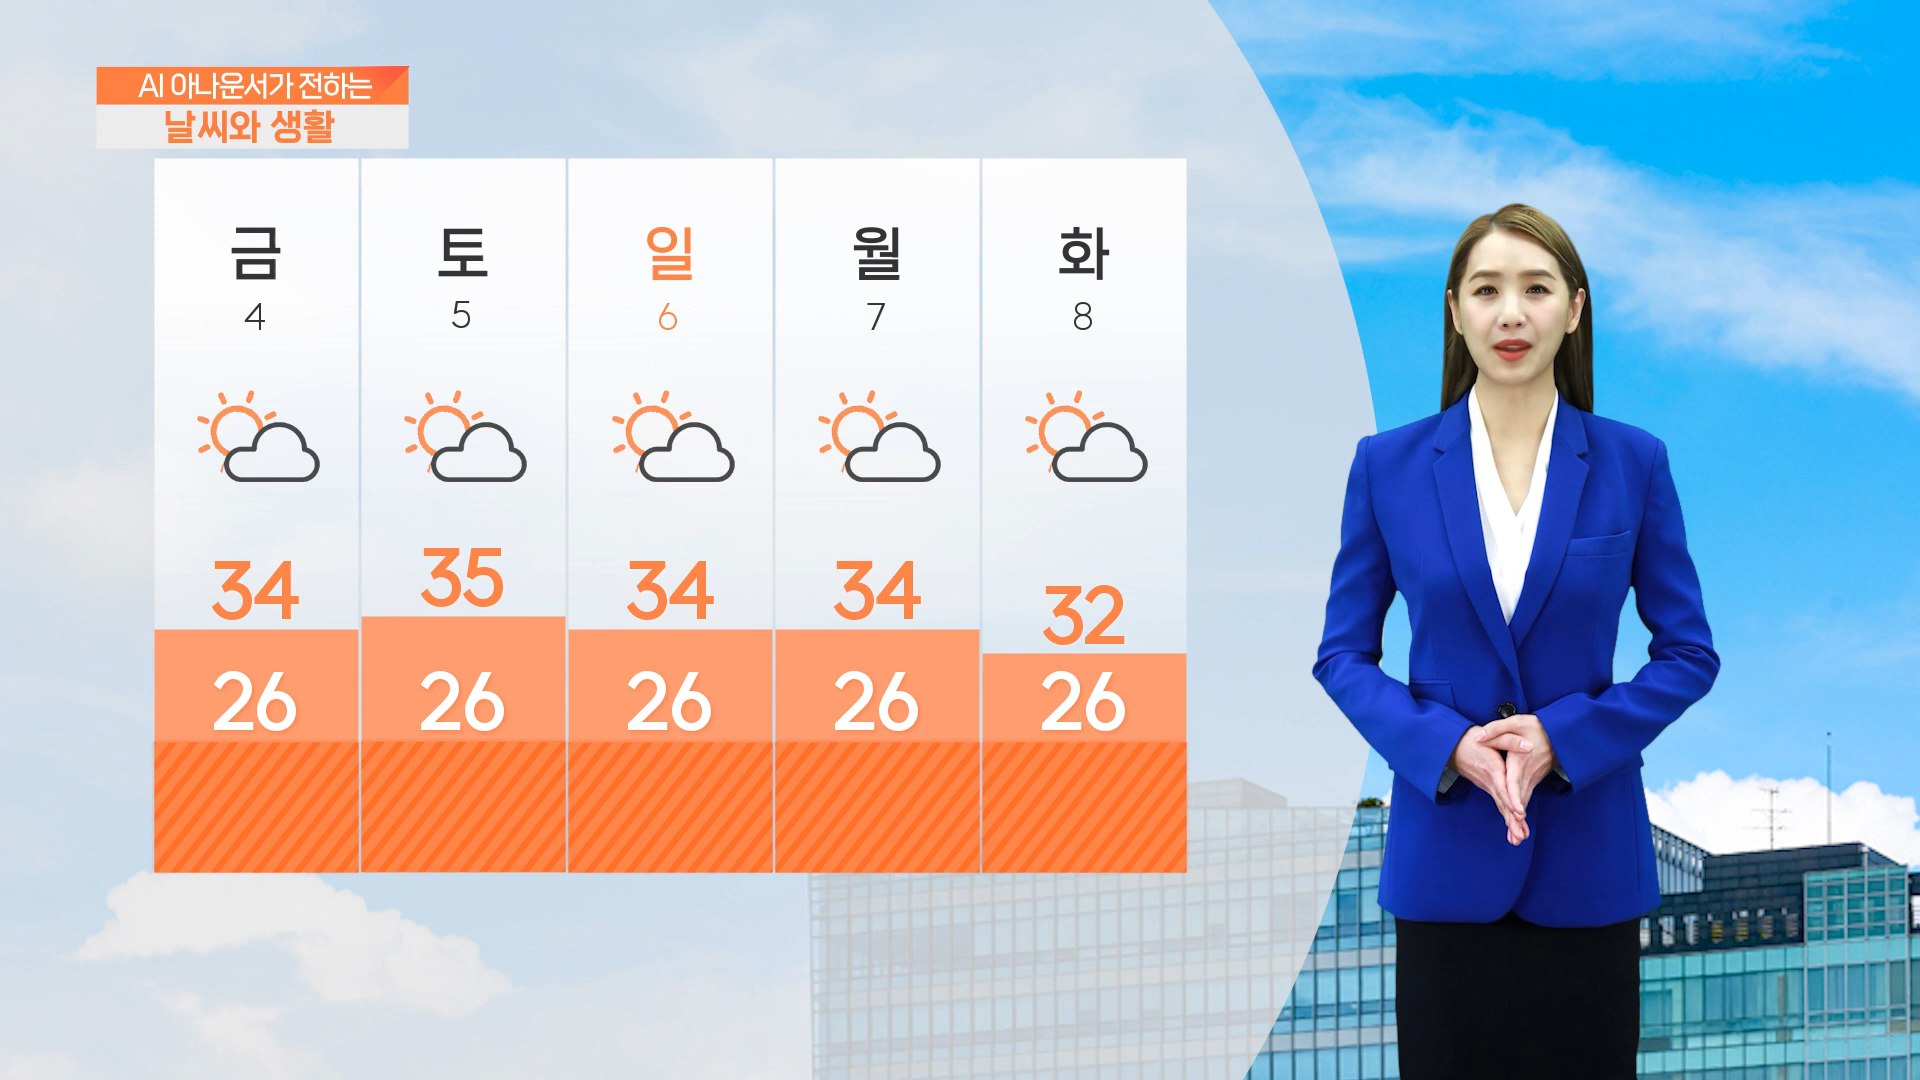 AI 아나운서가 전하는
날씨와 생활
금 토 일 월 화
4 5 6 7 8
34 35 34 34 32
26 26 26 26 26